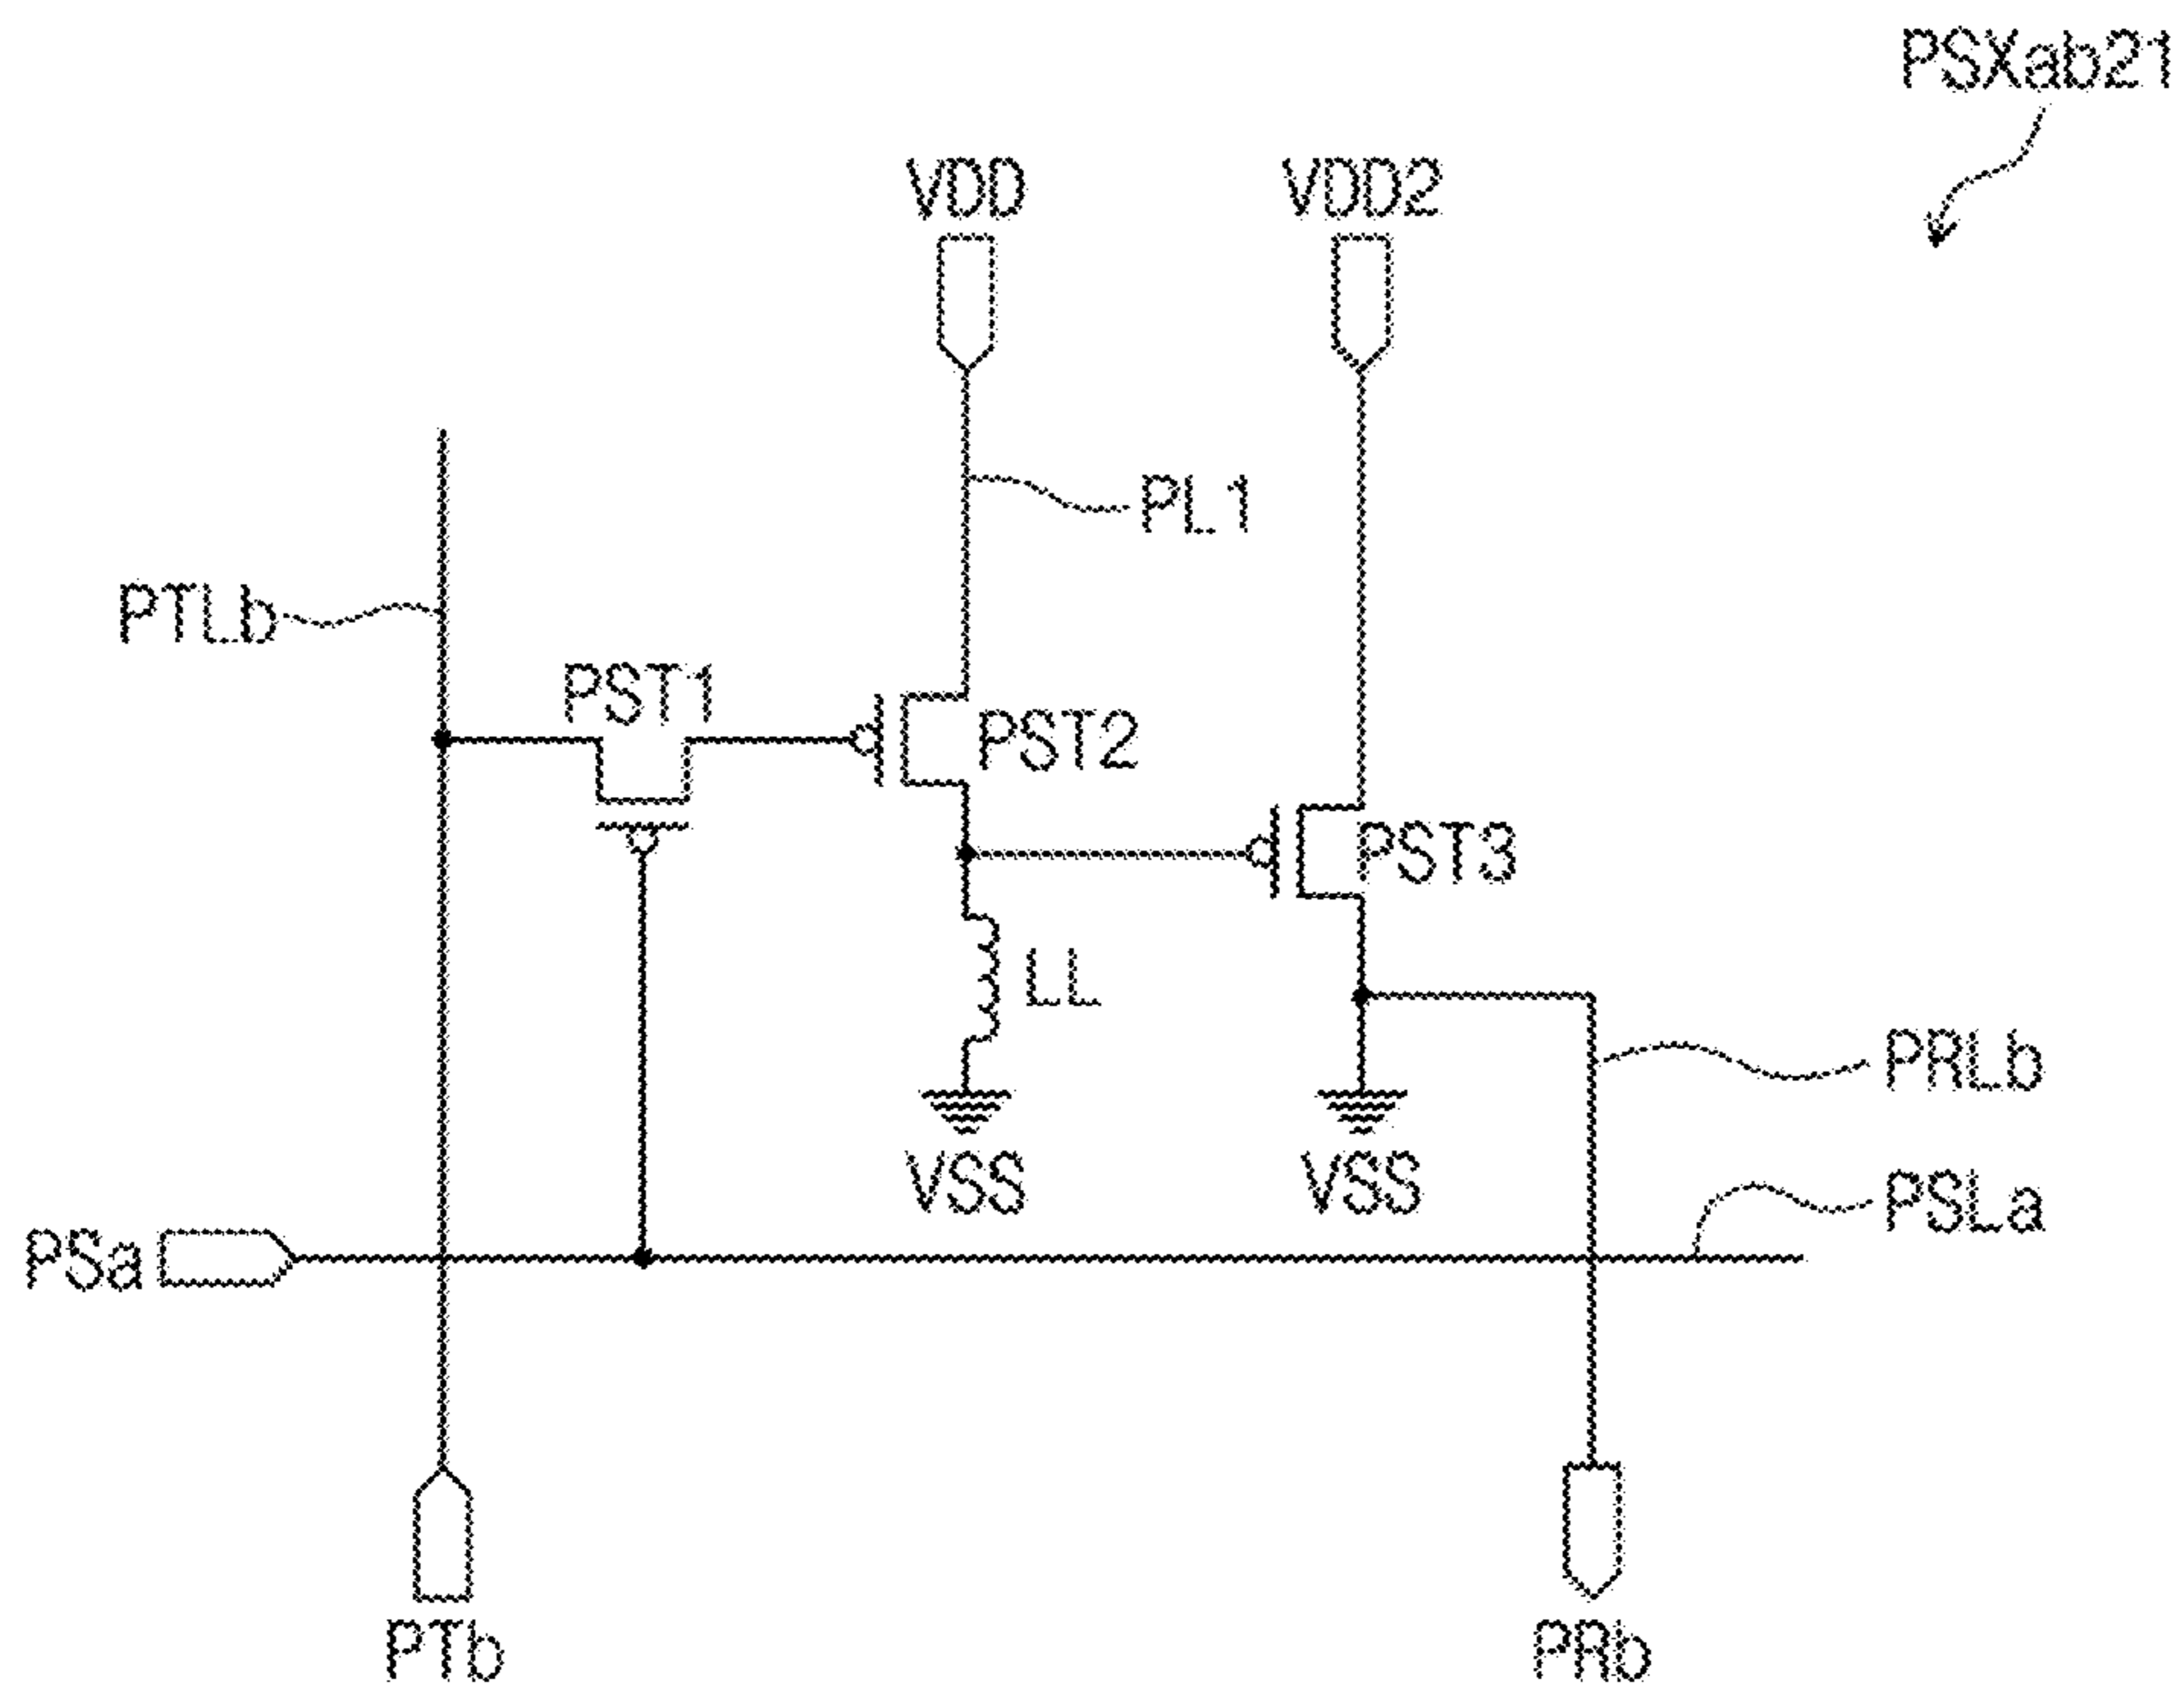 PSXab21
VDD
VDD2
PL1
PTLb
PST1
PST2
PST3
LL
PRLb
VSS
VSS
PSLa
PSa
PTb
PRb